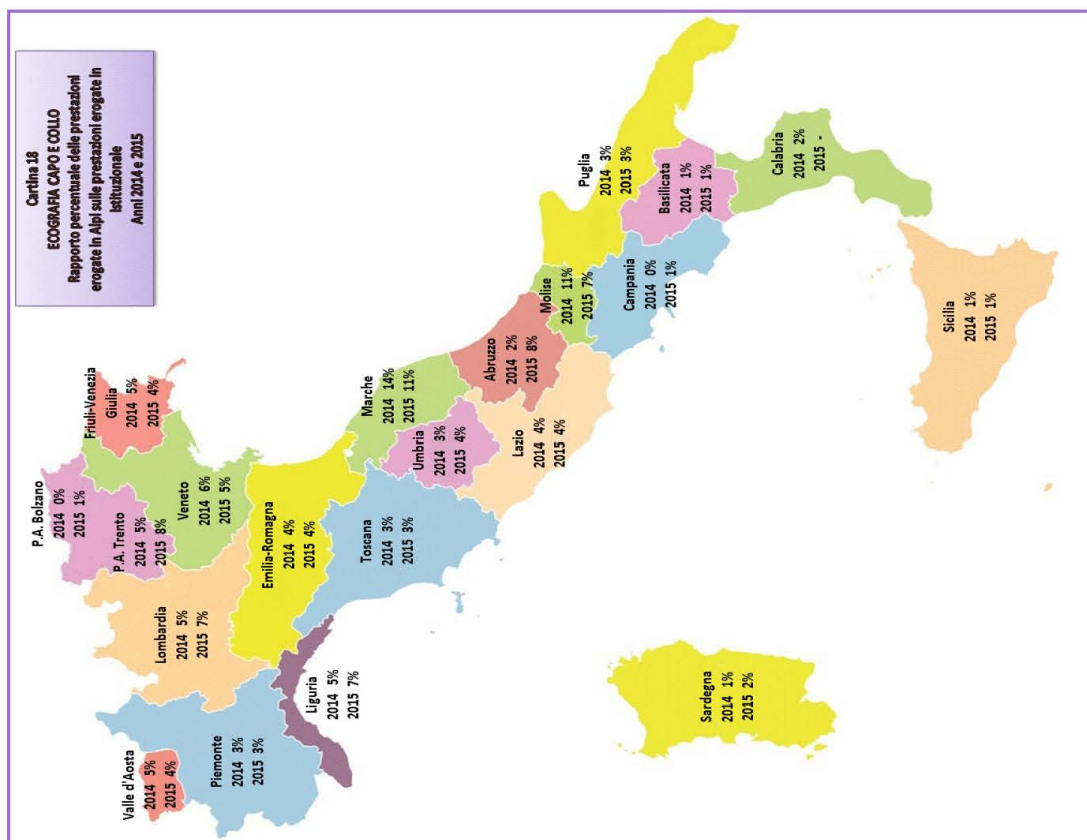 Cartina 18
ECOGRAFIA CAPO E COLLO
Rapporto percentuale delle prestazioni
erogate in Alpi sulle prestazioni erogate in
Istituzionale
Anni 2014 e 2015
P.A. Bolzano
2014 0%
2015 1%
P.A. Trento
2014 5%
2015 8%
Friuli-Venezia
Giulia
2014 5%
2015 4%
Veneto
2014 6%
2015 5%
Lombardia
2014 5%
2015 7%
Valle d'Aosta
2014 5%
2015 4%
Piemonte
2014 3%
2015 3%
Liguria
2014 5%
2015 7%
Emilia-Romagna
2014 4%
2015 4%
Toscana
2014 3%
2015 3%
Marche
2014 14%
2015 11%
Umbria
2014 3%
2015 4%
Lazio
2014 4%
2015 4%
Abruzzo
2014 2%
2015 8%
Molise
2014 11%
2015 7%
Campania
2014 0%
2015 1%
Puglia
2014 3%
2015 3%
Basilicata
2014 1%
2015 1%
Calabria
2014 2%
2015 -
Sicilia
2014 1%
2015 1%
Sardegna
2014 1%
2015 2%